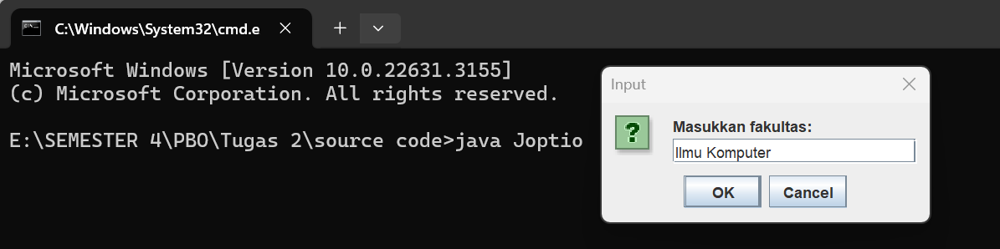 C:\Windows\System32\cmd.e
Microsoft Windows [Version 10.0.22631.3155]
(c) Microsoft Corporation. All rights reserved.
E:\SEMESTER 4\PBO\Tugas 2\source code>java Joptio
Input
Masukkan fakultas:
Ilmu Komputer
OK Cancel